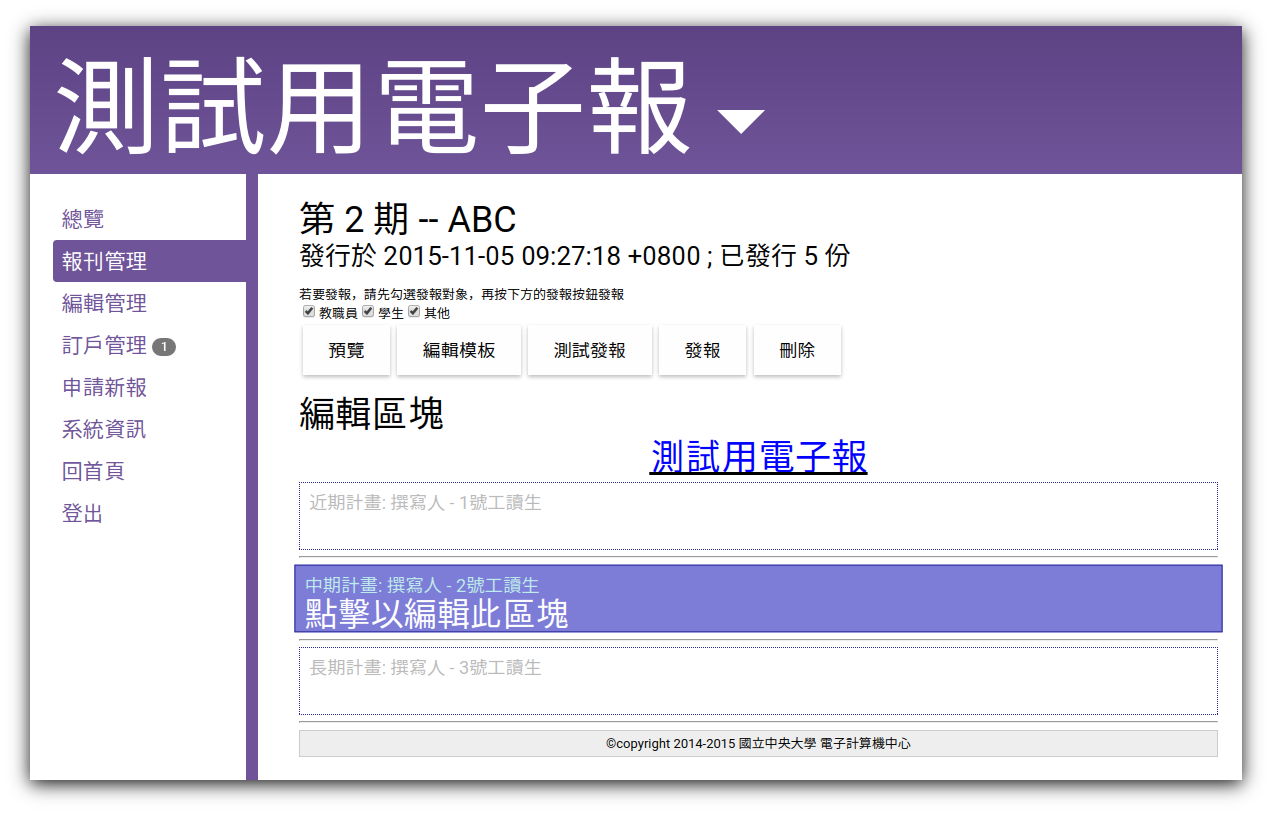 測試用電子報
總覽
報刊管理
編輯管理
訂戶管理 1
申請新報
系統資訊
回首頁
登出
第 2 期 -- ABC
發行於 2015-11-05 09:27:18 +0800 ; 已發行 5 份
若要發報，請先勾選發報對象，再按下方的發報按鈕發報
教職員 學生 其他
預覽 編輯模板 測試發報 發報 刪除
編輯區塊
測試用電子報
近期計畫: 撰寫人 - 1號工讀生
中期計畫: 撰寫人 - 2號工讀生
點擊以編輯此區塊
長期計畫: 撰寫人 - 3號工讀生
©copyright 2014-2015 國立中央大學 電子計算機中心